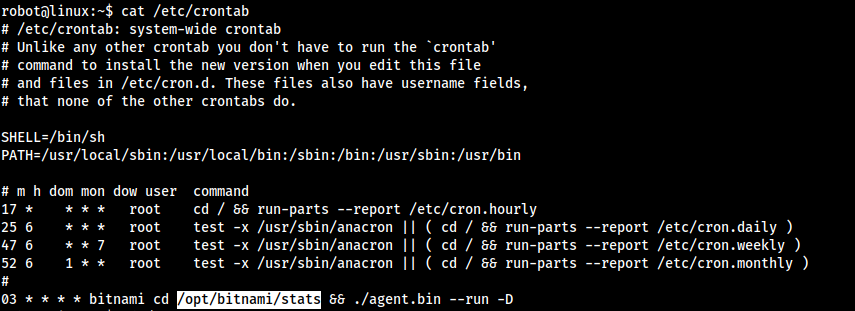 robot@linux:~$ cat /etc/crontab
# /etc/crontab: system-wide crontab
# Unlike any other crontab you don't have to run the `crontab'
# command to install the new version when you edit this file
# and files in /etc/cron.d. These files also have username fields,
# that none of the other crontabs do.

SHELL=/bin/sh
PATH=/usr/local/sbin:/usr/local/bin:/sbin:/bin:/usr/sbin:/usr/bin

# m h dom mon dow user  command
17 *    * * *   root    cd / && run-parts --report /etc/cron.hourly
25 6    * * *   root    test -x /usr/sbin/anacron || ( cd / && run-parts --report /etc/cron.daily )
47 6    * * 7   root    test -x /usr/sbin/anacron || ( cd / && run-parts --report /etc/cron.weekly )
52 6    1 * *   root    test -x /usr/sbin/anacron || ( cd / && run-parts --report /etc/cron.monthly )
#
03 * * * * bitnami cd /opt/bitnami/stats && ./agent.bin --run -D